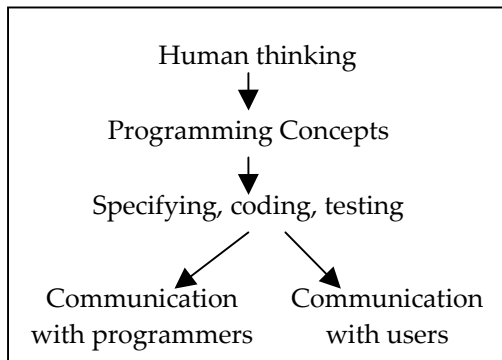 Human thinking
Programming Concepts
Specifying, coding, testing
Communication with programmers
Communication with users